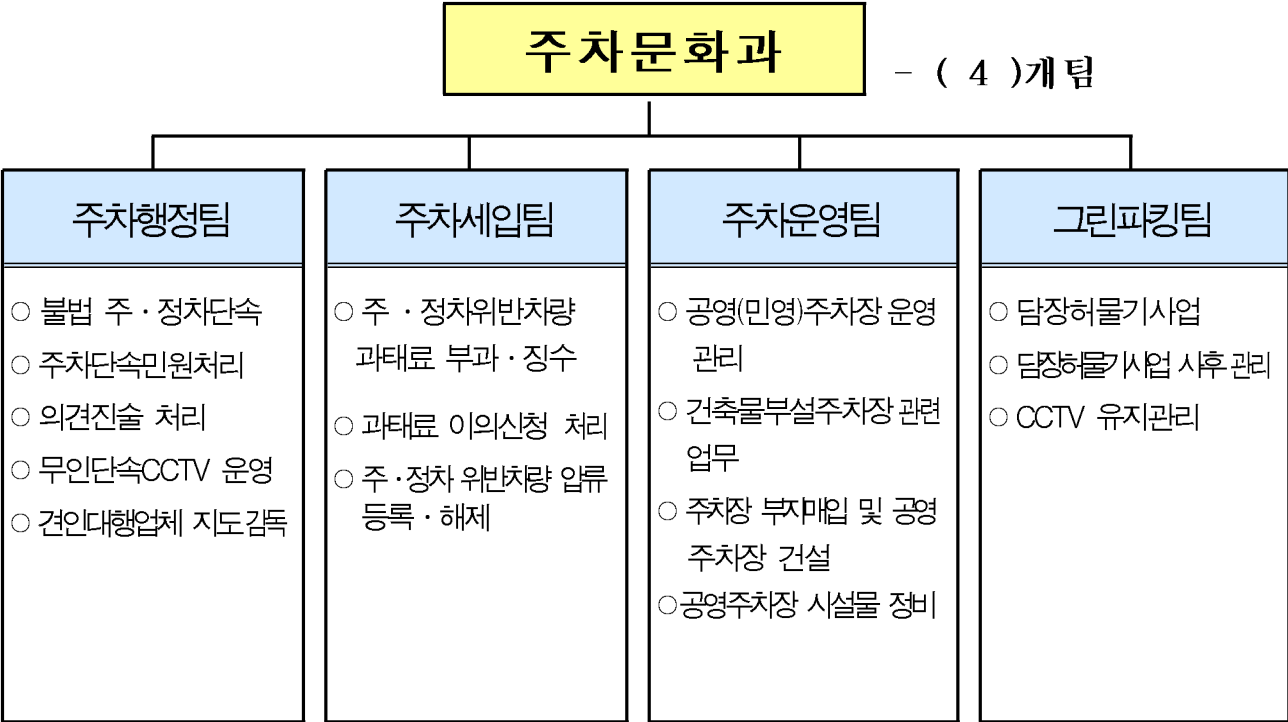 주차문화과
- ( 4 )개팀
주차행정팀
○ 불법 주·정차단속
○ 주차단속민원처리
○ 의견진술 처리
○ 무인단속CCTV 운영
○ 견인대행업체 지도감독
주차세입팀
○ 주 ·정차위반차량
과태료 부과·징수
○ 과태료 이의신청 처리
○ 주·정차 위반차량 압류
등록·해제
주차운영팀
○ 공영(민영)주차장 운영
관리
○ 건축물부설주차장 관련
업무
○ 주차장 부지매입 및 공영
주차장 건설
○공영주차장 시설물 정비
그린파킹팀
○ 담장허물기사업
○ 담장허물기사업 사후 관리
○ CCTV 유지관리